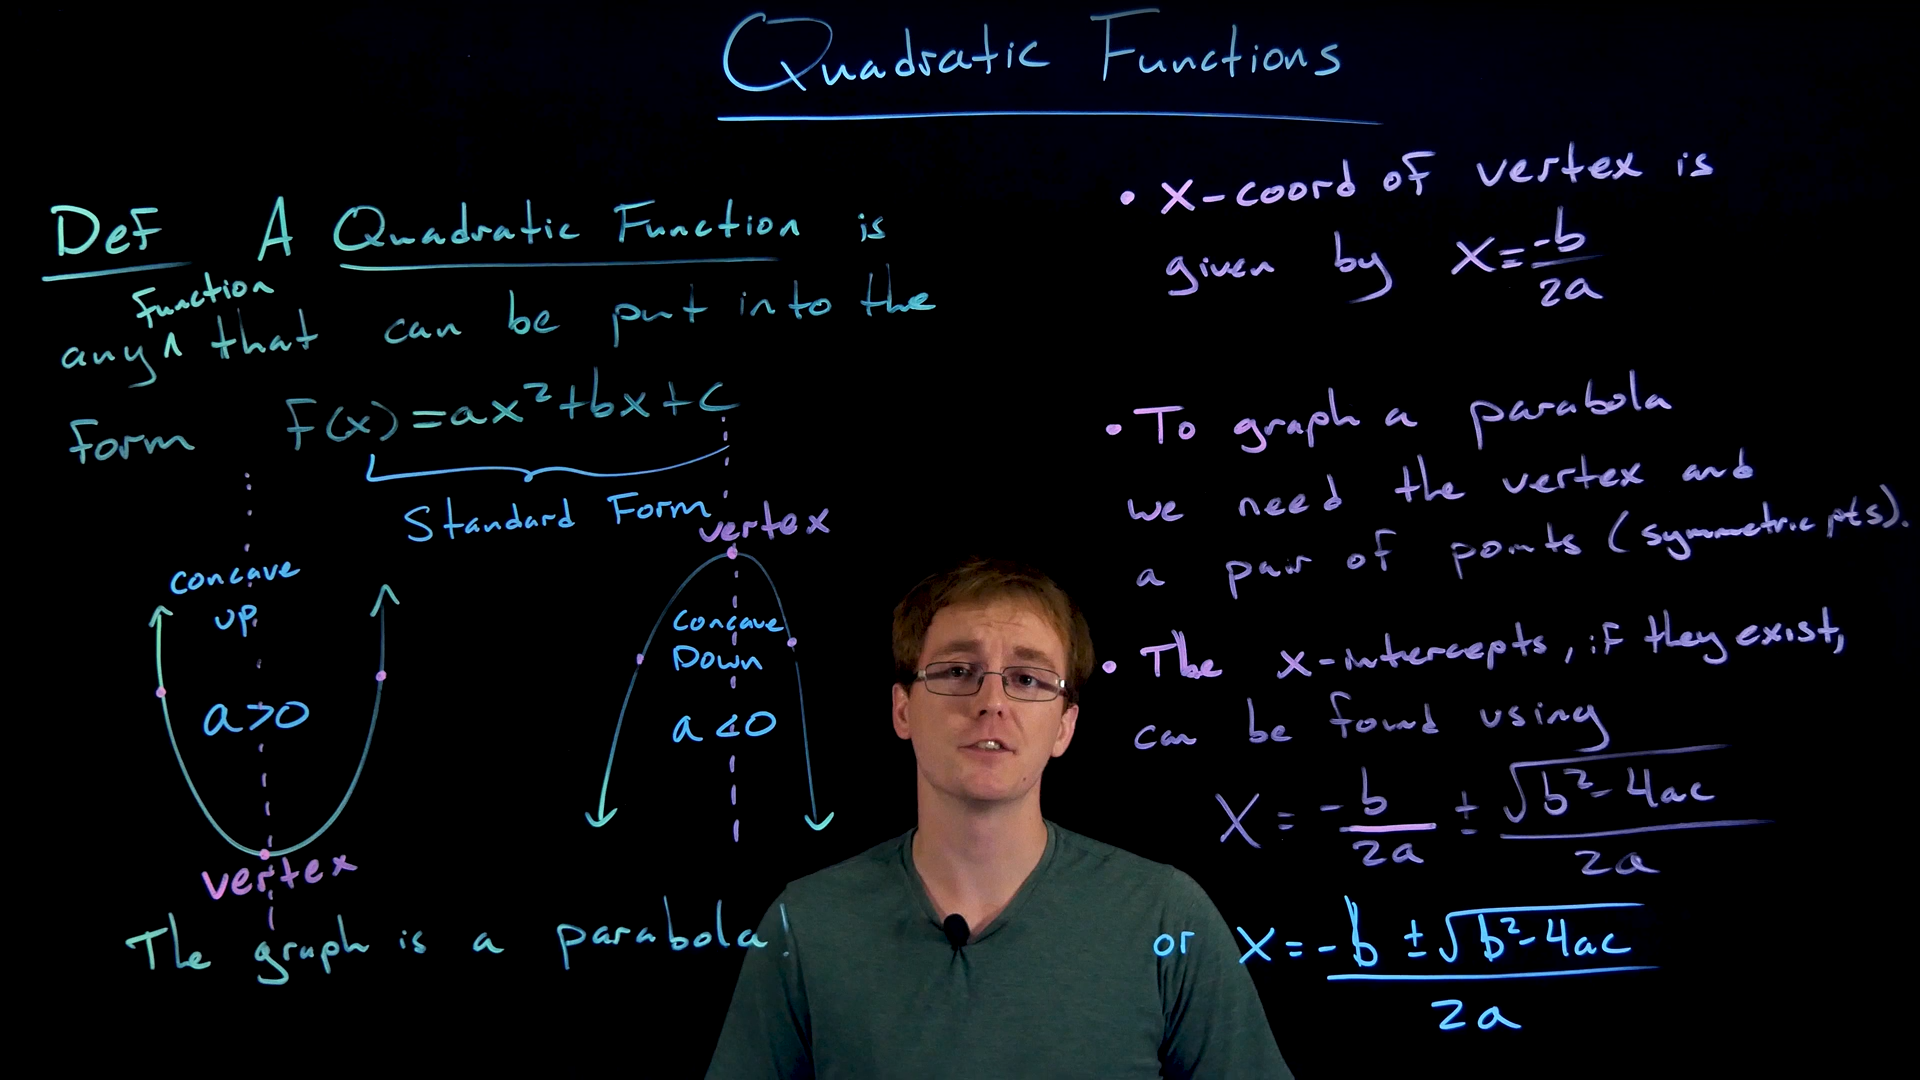 Quadratic Functions
Def A Quadratic Function is
function
any ^ that can be put into the
form f(x) = ax² + bx + c
Standard Form
concave
up
a > 0
vertex
vertex
Concave
Down
a < 0
The graph is a parabola!
• X-coord of vertex is
given by X = -b/2a
• To graph a parabola
we need the vertex and
a pair of points (symmetric pts).
• The x-intercepts, if they exist,
can be found using
X = -b/2a ± √(b²-4ac)/2a
or X = (-b ± √(b²-4ac))/2a